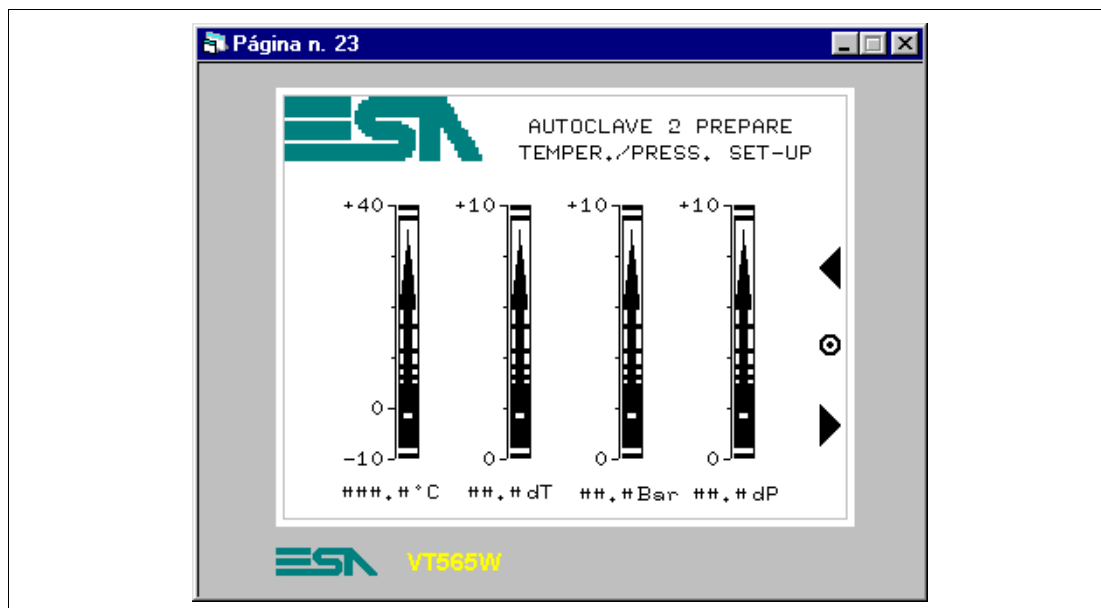 Página n. 23
ESA
AUTOCLAVE 2 PREPARE
TEMPER./PRESS. SET-UP
+40 +10 +10 +10
0
-10 0 0 0
###.#°C ##.#dT ##.#Bar ##.#dP
ESA VT565W